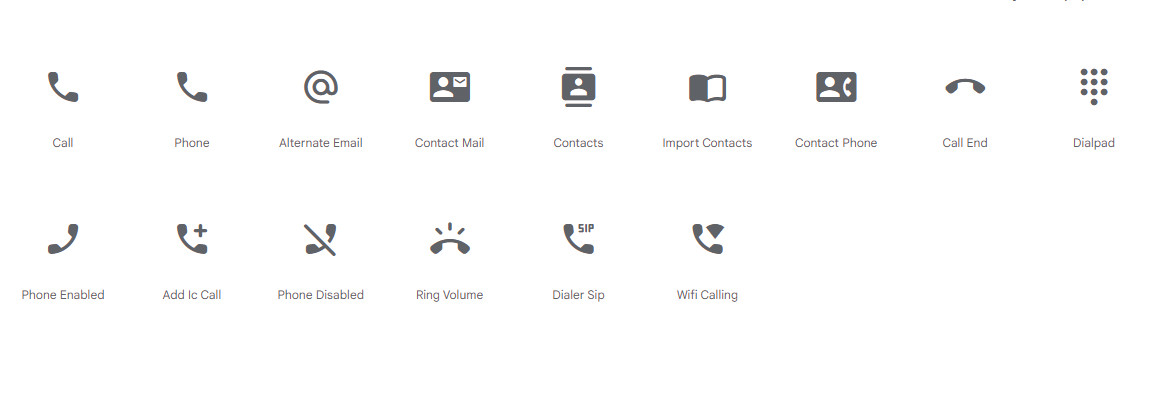 Call
Phone
Alternate Email
Contact Mail
Contacts
Import Contacts
Contact Phone
Call End
Dialpad
SIP
Phone Enabled
Add Ic Call
Phone Disabled
Ring Volume
Dialer Sip
Wifi Calling